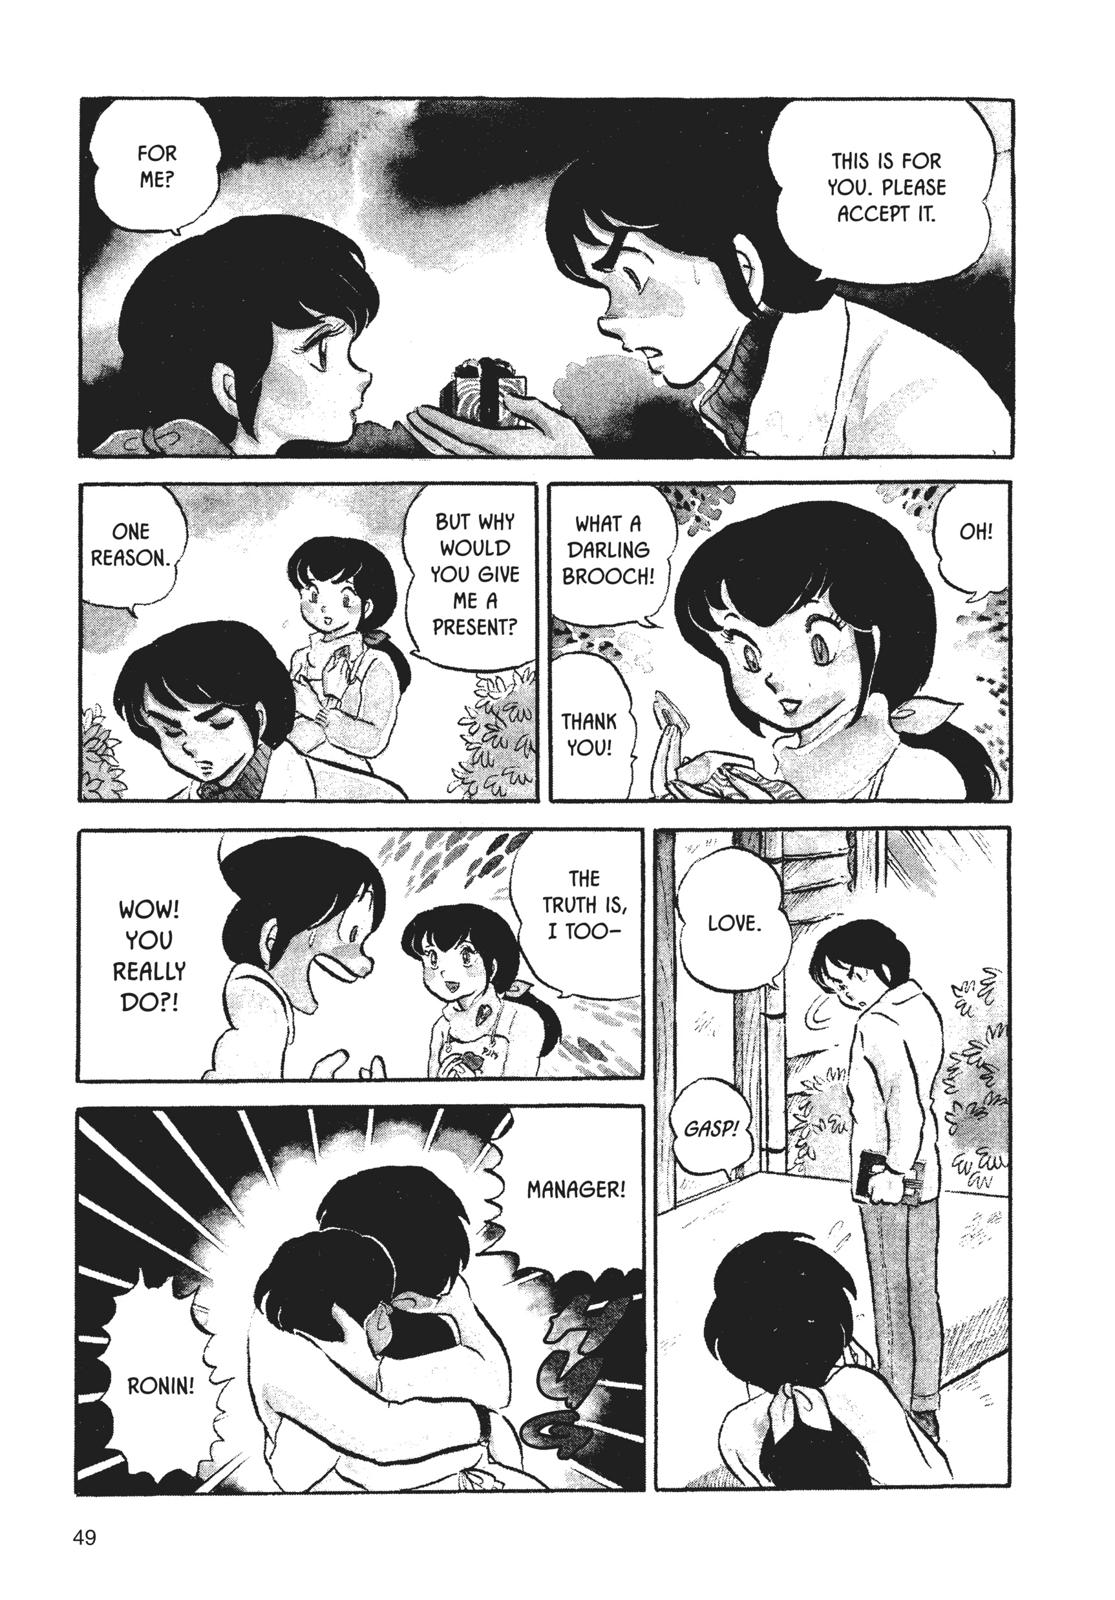 THIS IS FOR
YOU. PLEASE
ACCEPT IT.
FOR
ME?
OH!
WHAT A
DARLING
BROOCH!
THANK
YOU!
BUT WHY
WOULD
YOU GIVE
ME A
PRESENT?
ONE
REASON.
LOVE.
GASP!
THE
TRUTH IS,
I TOO–
WOW!
YOU
REALLY
DO?!
MANAGER!
RONIN!
HUG
49